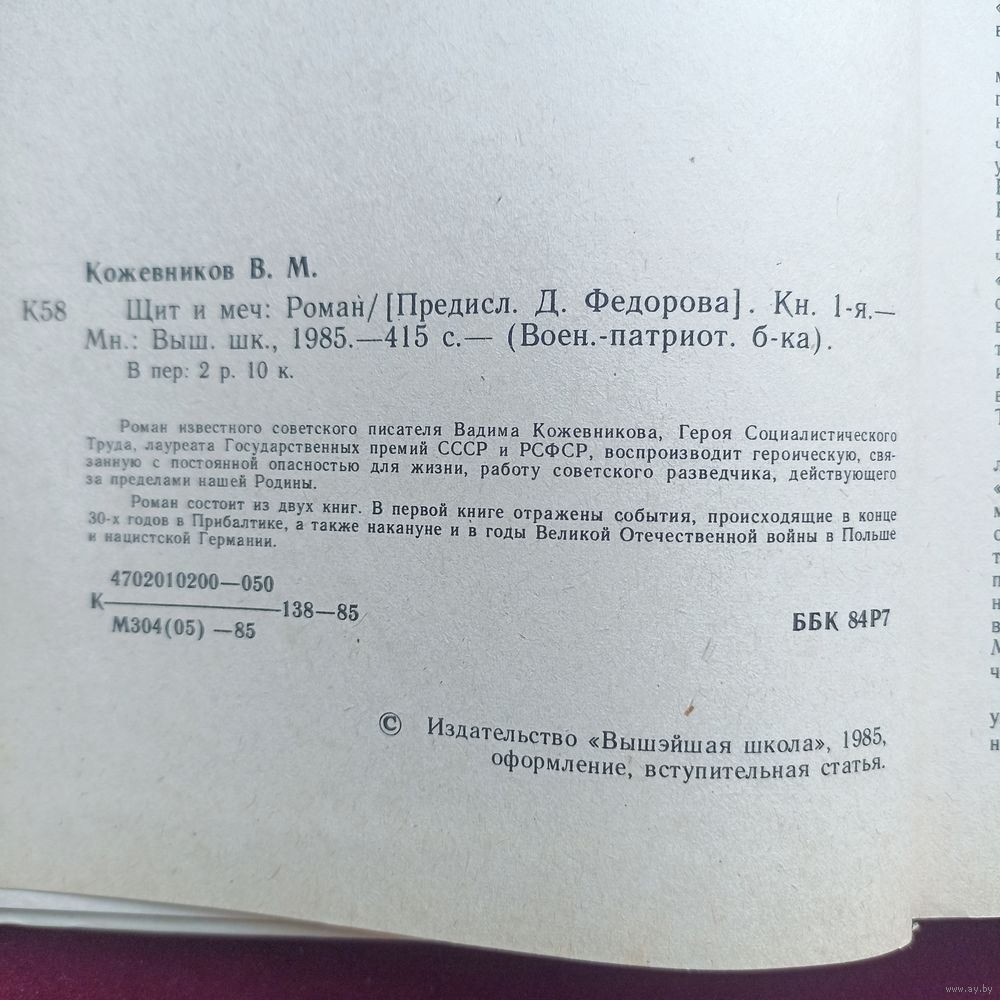 Кожевников В. М.
К58 Щит и меч: Роман/[Предисл. Д. Федорова]. Кн. 1-я.—
Мн.: Выш. шк., 1985.—415 с.— (Воен.-патриот. б-ка).
В пер: 2 р. 10 к.
Роман известного советского писателя Вадима Кожевникова, Героя Социалистического
Труда, лауреата Государственных премий СССР и РСФСР, воспроизводит героическую, свя-
занную с постоянной опасностью для жизни, работу советского разведчика, действующего
за пределами нашей Родины.
Роман состоит из двух книг. В первой книге отражены события, происходящие в конце
30-х годов в Прибалтике, а также накануне и в годы Великой Отечественной войны в Польше
и нацистской Германии.
4702010200—050
К——————138—85
М304(05) —85
ББК 84Р7
© Издательство «Вышэйшая школа», 1985,
оформление, вступительная статья.
www.ay.by